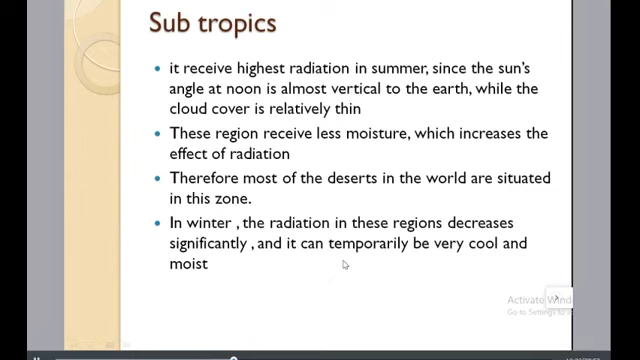 Sub tropics
• it receive highest radiation in summer, since the sun's
angle at noon is almost vertical to the earth, while the
cloud cover is relatively thin
• These region receive less moisture, which increases the
effect of radiation
• Therefore most of the deserts in the world are situated
in this zone.
• In winter , the radiation in these regions decreases
significantly , and it can temporarily be very cool and
moist
Activate Wind
Go to Settings to